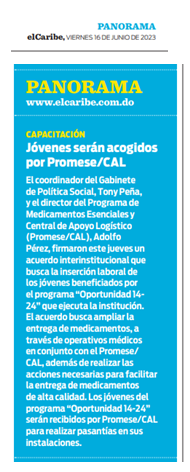 PANORAMA
elCaribe, VIERNES 16 DE JUNIO DE 2023
PANORAMA
www.elcaribe.com.do
CAPACITACIÓN
Jóvenes serán acogidos
por Promese/CAL
El coordinador del Gabinete
de Política Social, Tony Peña,
y el director del Programa de
Medicamentos Esenciales y
Central de Apoyo Logístico
(Promese/CAL), Adolfo
Pérez, firmaron este jueves un
acuerdo interinstitucional que
busca la inserción laboral de
los jóvenes beneficiados por
el programa “Oportunidad 14-
24” que ejecuta la institución.
El acuerdo busca ampliar la
entrega de medicamentos, a
través de operativos médicos
en conjunto con el Promese/
CAL, además de realizar las
acciones necesarias para facilitar
la entrega de medicamentos
de alta calidad. Los jóvenes del
programa “Oportunidad 14-24”
serán recibidos por Promese/CAL
para realizar pasantías en sus
instalaciones.